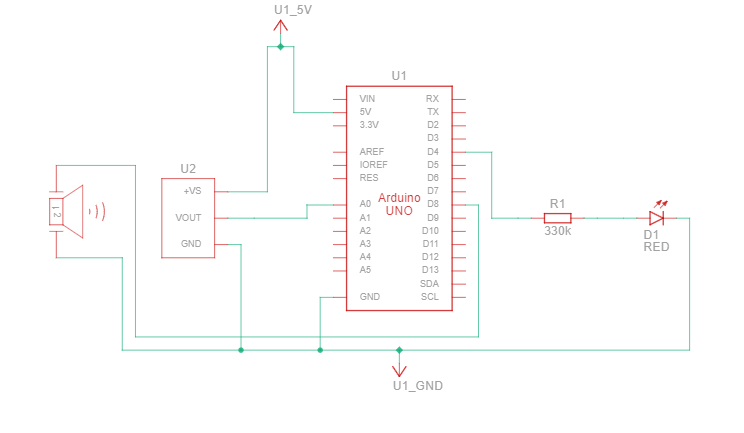 U1_5V
U1
VIN
5V
3.3V
AREF
IOREF
RES
A0
A1
A2
A3
A4
A5
GND
Arduino
UNO
RX
TX
D2
D3
D4
D5
D6
D7
D8
D9
D10
D11
D12
D13
SDA
SCL
U2
+VS
VOUT
GND
1 2
R1
330k
D1
RED
U1_GND